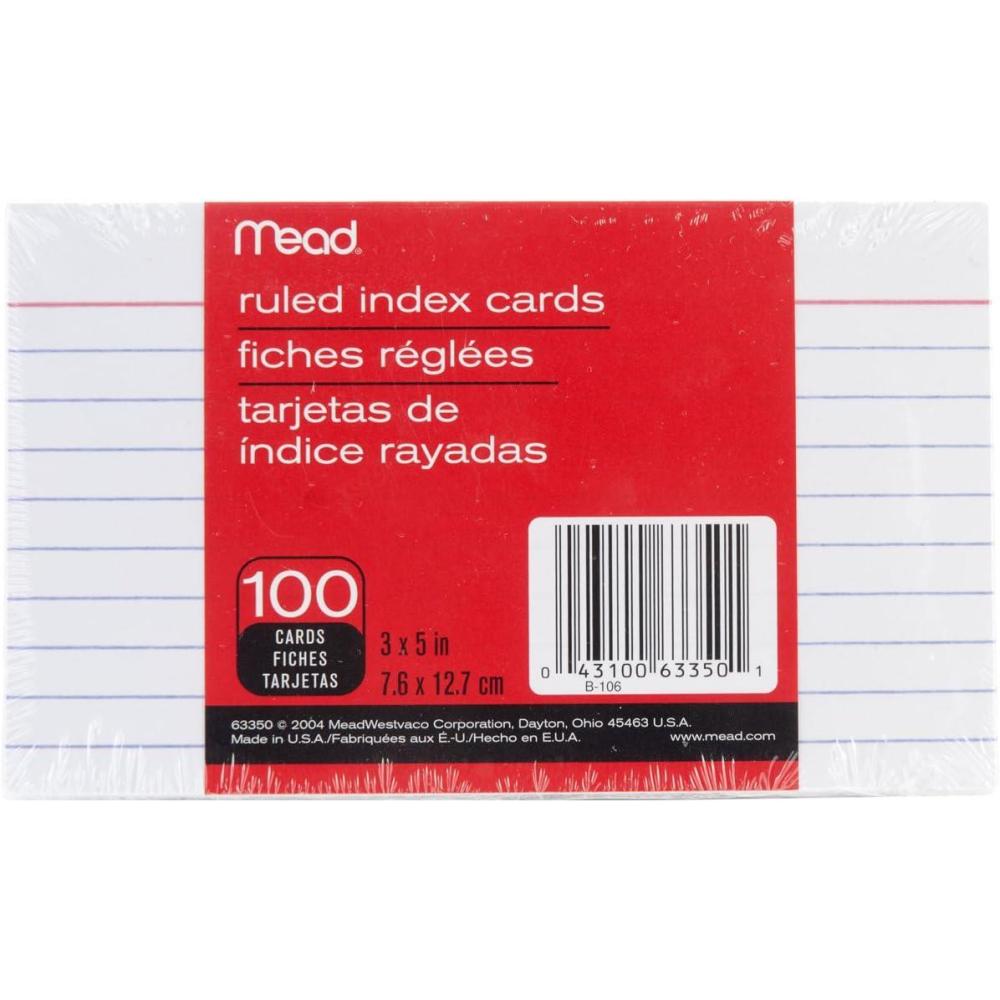 Mead®
ruled index cards
fiches réglées
tarjetas de
índice rayadas
100
CARDS
FICHES
TARJETAS
3 x 5 in
7.6 x 12.7 cm
0 43100 63350 1
B-106
63350 © 2004 MeadWestvaco Corporation, Dayton, Ohio 45463 U.S.A.
Made in U.S.A./Fabriquées aux É.-U./Hecho en E.U.A.
www.mead.com